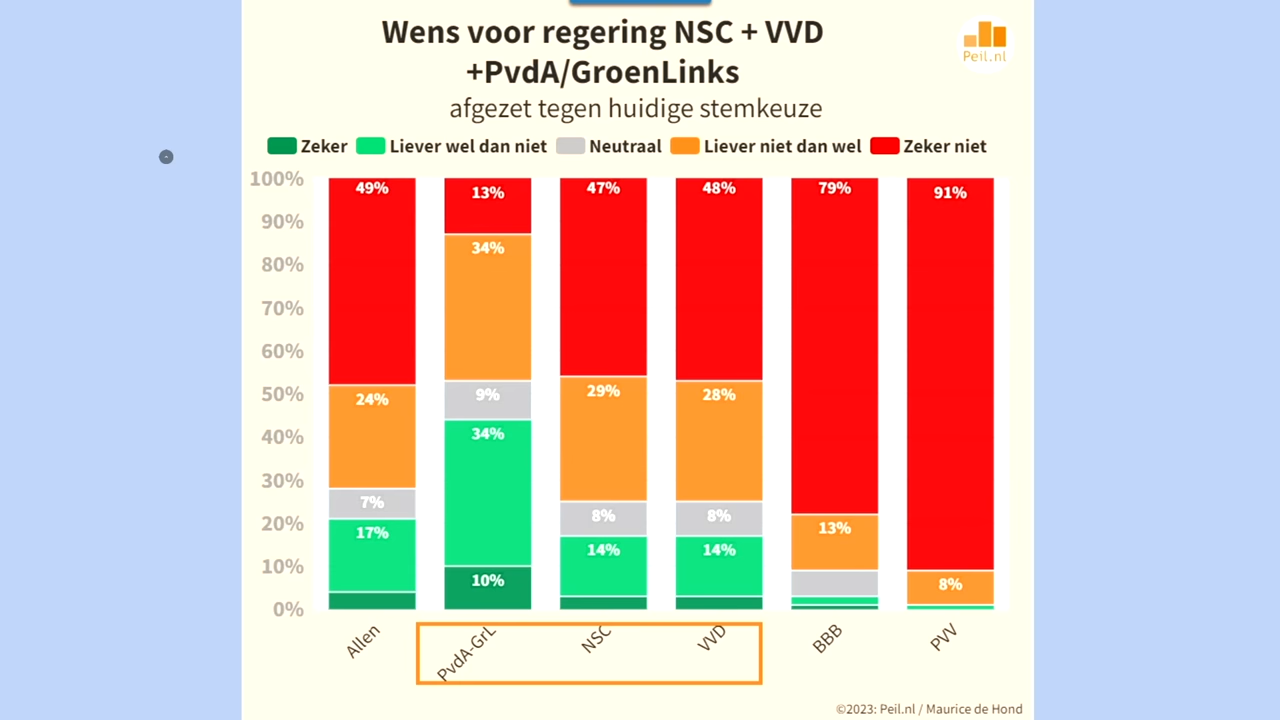 Wens voor regering NSC + VVD
+PvdA/GroenLinks
Peil.nl
afgezet tegen huidige stemkeuze
Zeker Liever wel dan niet Neutraal Liever niet dan wel Zeker niet
100%
90%
80%
70%
60%
50%
40%
30%
20%
10%
0%
49% 13% 47% 48% 79% 91%
34%
24% 9% 29% 28%
34%
7% 8% 8% 13%
17% 14% 14%
10% 8%
Allen PvdA-GrL NSC VVD BBB PVV
©2023: Peil.nl / Maurice de Hond